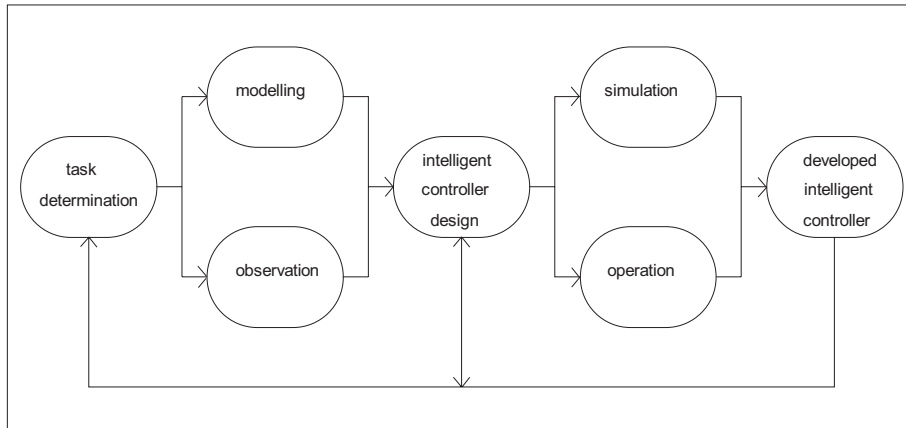 task
determination
modelling
observation
intelligent
controller
design
simulation
operation
developed
intelligent
controller